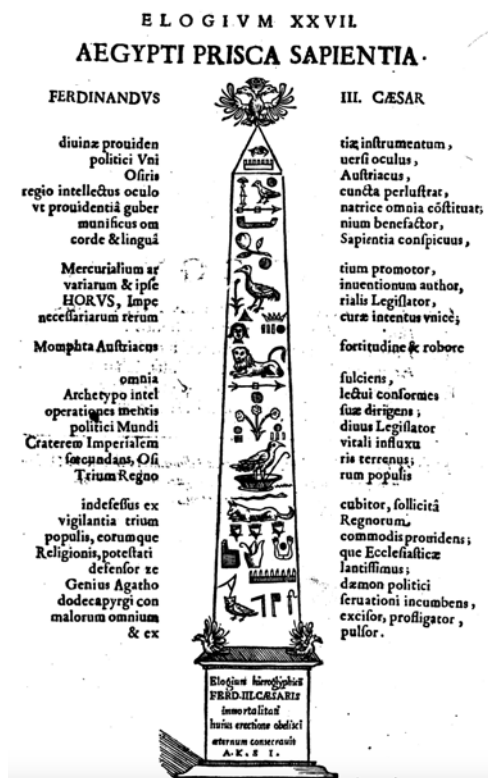 ELOGIVM XXVII.
AEGYPTI PRISCA SAPIENTIA.
FERDINANDVS III. CÆSAR
diuinæ prouiden tiæ inſtrumentum,
politici Vni uerſi oculus,
Oſiris Auſtriacus,
regio intellectus oculo cuncta perluſtrat,
vt prouidentiâ guber natrice omnia cōſtituat;
munificus om nium benefactor,
corde & linguâ Sapientia conſpicuus,
Mercurialium ar tium promotor,
variarum & ipſe inuentionum author,
HORVS, Impe rialis Legiſlator,
neceſſariarum rerum curæ intentus vnicè;
Momphta Auſtriacus fortitudine & robore
omnia fulciens,
Archetypo intel lectui conformes
operationes mentis ſuæ dirigens;
politici Mundi diuus Legiſlator
Craterem Imperialem vitali influxu
fœcundans, Oſi ris terrenus;
Trium Regno rum populis
indefeſſus ex cubitor, ſollicitâ
vigilantia trium Regnorum,
populis, eorumque commodis prouidens;
Religionis, poteſtati que Eccleſiaſticæ
defenſor ze lantiſſimus;
Genius Agatho dæmon politici
dodecapyrgi con ſeruationi incumbens,
malorum omnium exciſor, profligator,
& ex pulſor.
Elogium hieroglyphicū
FERD.III.CÆSARIS
immortalitati
huius erectione obeliſci
æternum conſecrauit
A. K. S I.